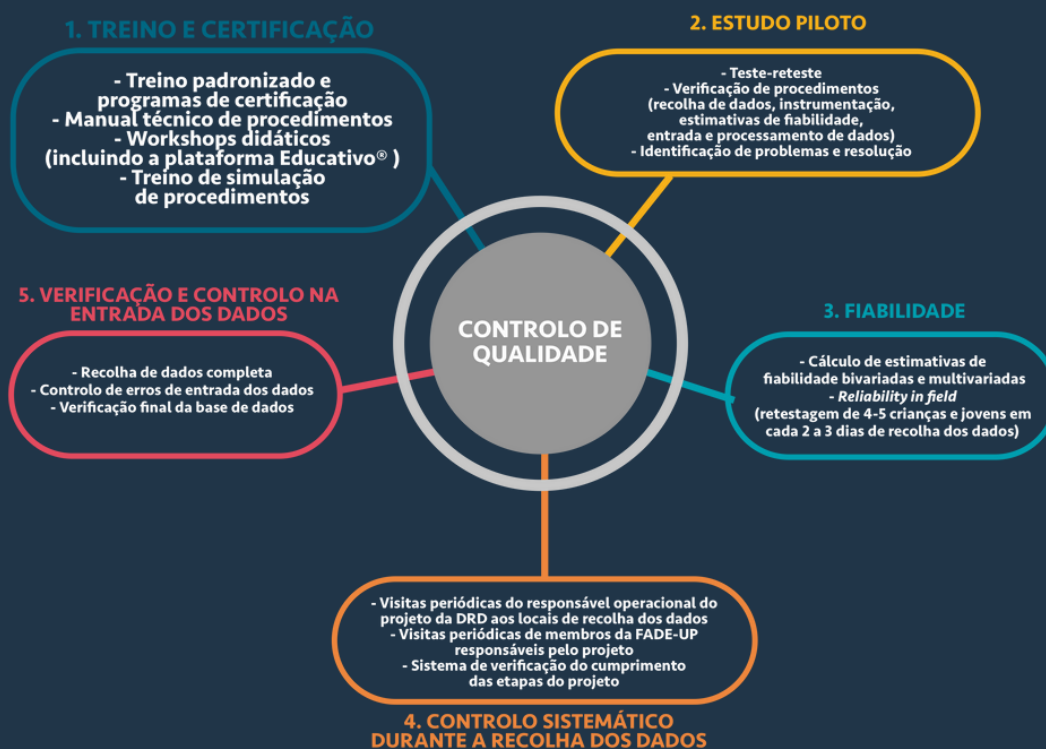 1. TREINO E CERTIFICAÇÃO
- Treino padronizado e
programas de certificação
- Manual técnico de procedimentos
- Workshops didáticos
(incluindo a plataforma Educativo® )
- Treino de simulação
de procedimentos
2. ESTUDO PILOTO
- Teste-reteste
- Verificação de procedimentos
(recolha de dados, instrumentação,
estimativas de fiabilidade,
entrada e processamento de dados)
- Identificação de problemas e resolução
CONTROLO DE
QUALIDADE
3. FIABILIDADE
- Cálculo de estimativas de
fiabilidade bivariadas e multivariadas
- Reliability in field
(retestagem de 4-5 crianças e jovens em
cada 2 a 3 dias de recolha dos dados)
- Visitas periódicas do responsável operacional do
projeto da DRD aos locais de recolha dos dados
- Visitas periódicas de membros da FADE-UP
responsáveis pelo projeto
- Sistema de verificação do cumprimento
das etapas do projeto
4. CONTROLO SISTEMÁTICO
DURANTE A RECOLHA DOS DADOS
5. VERIFICAÇÃO E CONTROLO NA
ENTRADA DOS DADOS
- Recolha de dados completa
- Controlo de erros de entrada dos dados
- Verificação final da base de dados